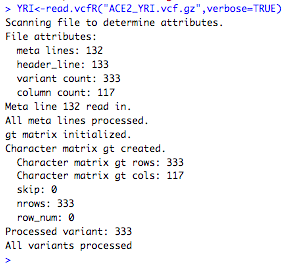 > YRI<-read.vcfR("ACE2_YRI.vcf.gz",verbose=TRUE)
Scanning file to determine attributes.
File attributes:
  meta lines: 132
  header_line: 133
  variant count: 333
  column count: 117
Meta line 132 read in.
All meta lines processed.
gt matrix initialized.
Character matrix gt created.
  Character matrix gt rows: 333
  Character matrix gt cols: 117
  skip: 0
  nrows: 333
  row_num: 0
Processed variant: 333
All variants processed
>